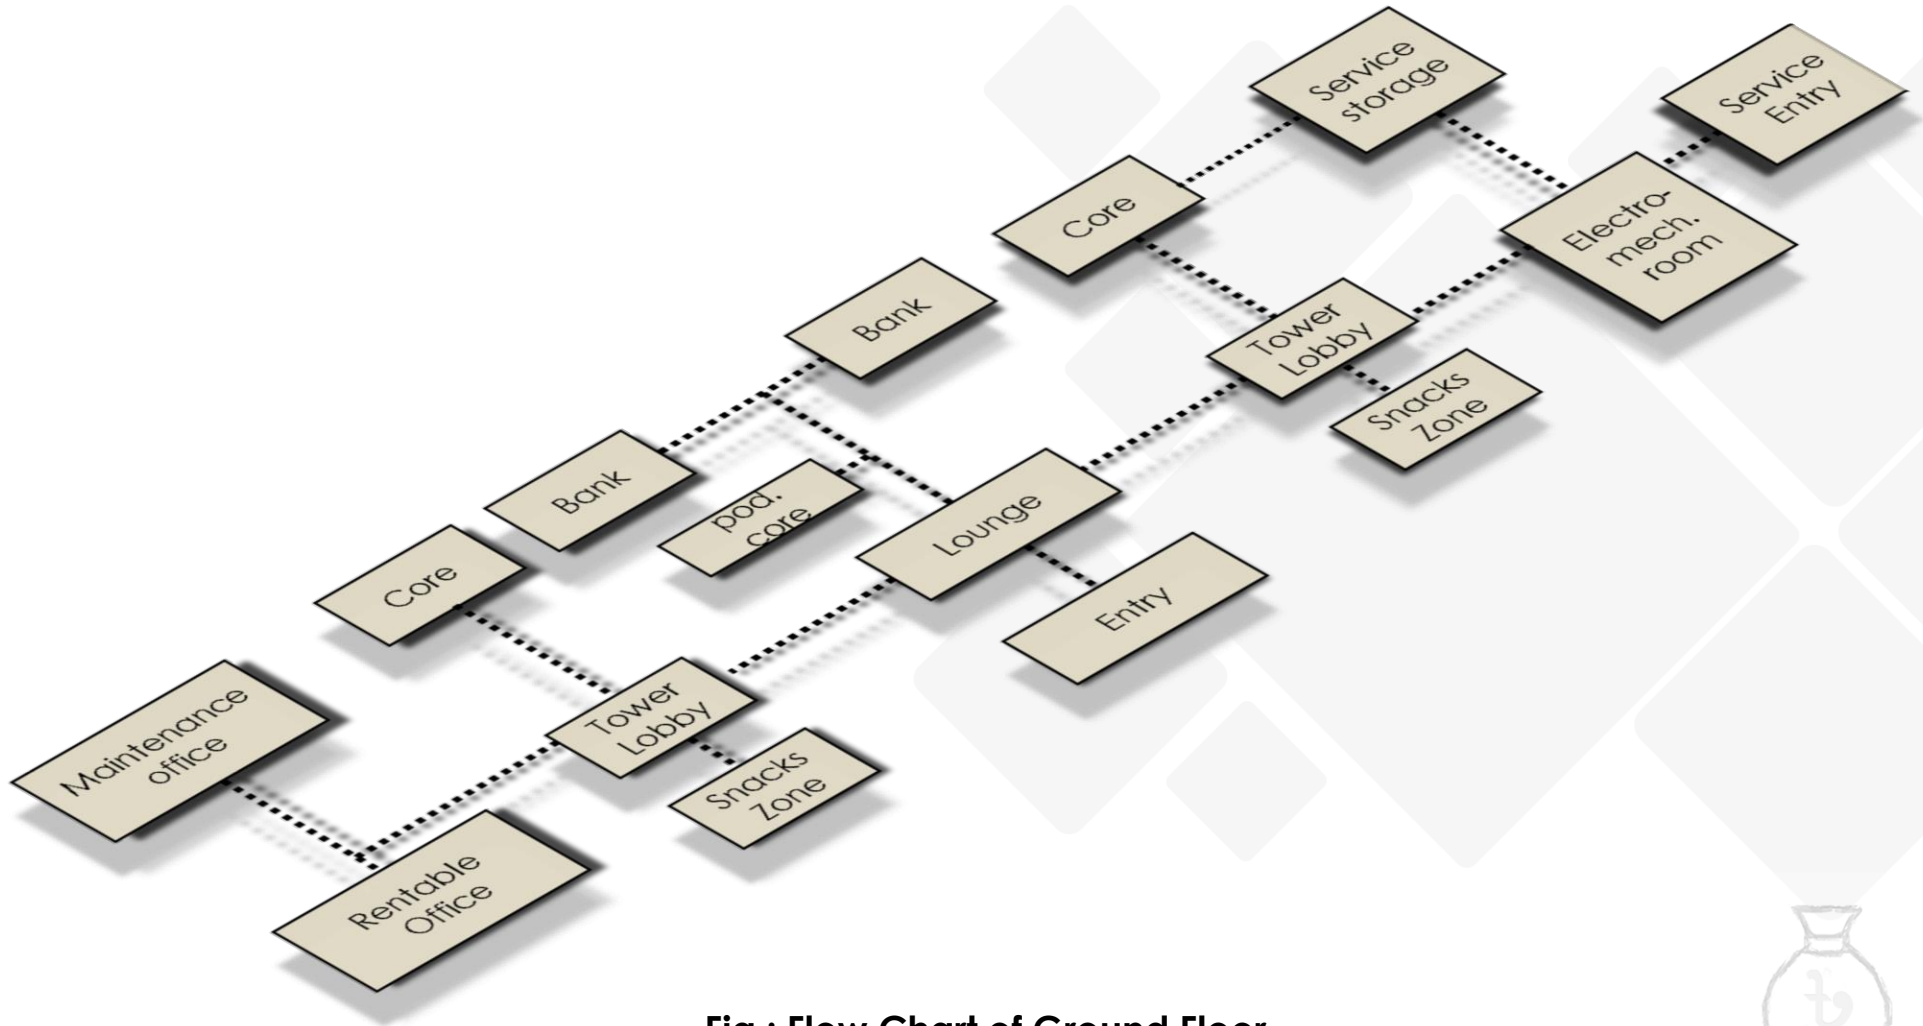 Service
storage
Service
Entry
Core
Electro-
mech.
room
Bank
Tower
Lobby
Snacks
Zone
Bank
pod.
core
Lounge
Core
Entry
Maintenance
office
Tower
Lobby
Snacks
Zone
Rentable
Office
৳
Fig : Flow Chart of Ground Floor